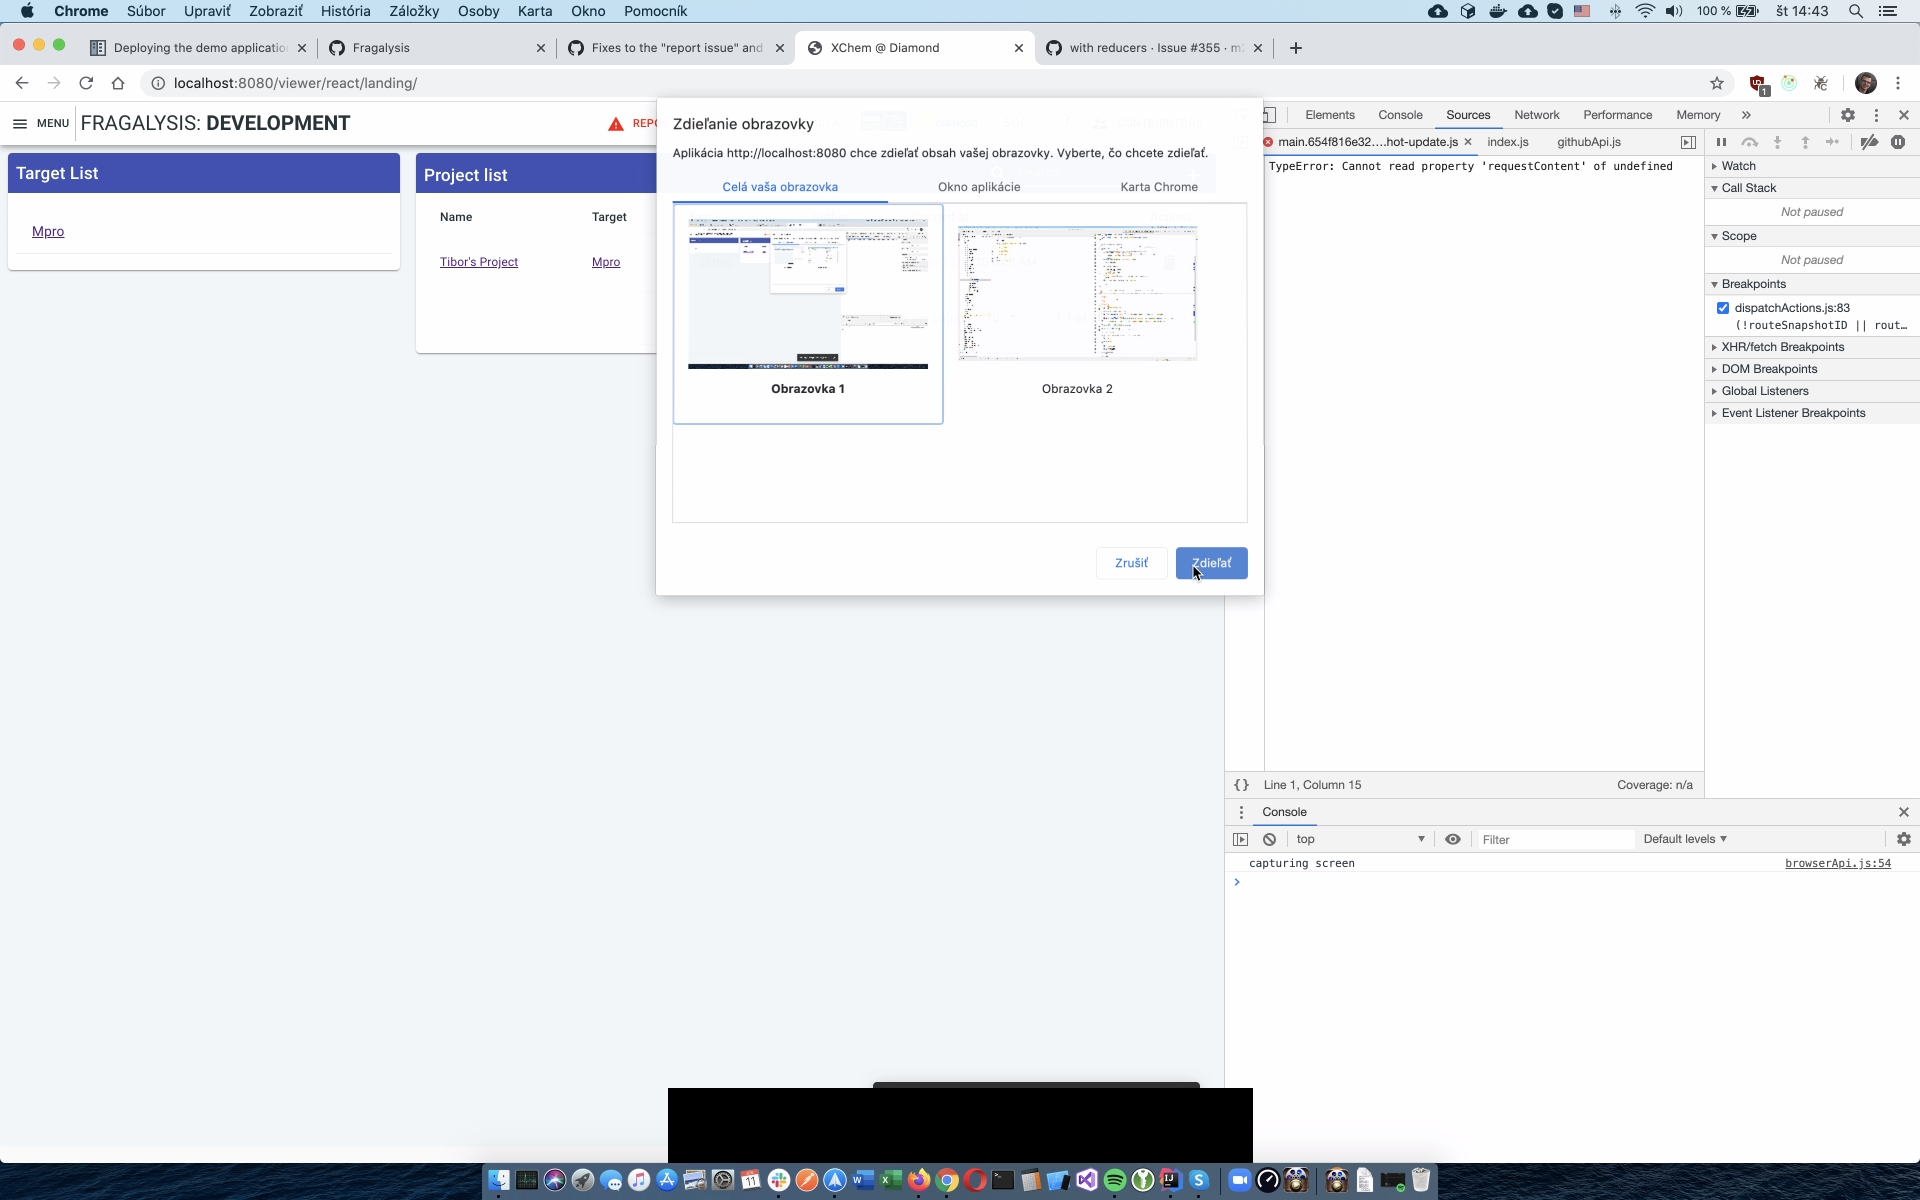 Chrome Súbor Upraviť Zobraziť História Záložky Osoby Karta Okno Pomocník
100 % št 14:43
Deploying the demo applicatio
Fragalysis
Fixes to the "report issue" and
XChem @ Diamond
with reducers · Issue #355 · m2
localhost:8080/viewer/react/landing/
1
MENU
FRAGALYSIS: DEVELOPMENT
REPO
Target List
Mpro
Project list
Name Target
Tibor's Project Mpro
Zdieľanie obrazovky
Aplikácia http://localhost:8080 chce zdieľať obsah vašej obrazovky. Vyberte, čo chcete zdieľať.
Celá vaša obrazovka Okno aplikácie Karta Chrome
Obrazovka 1
Obrazovka 2
Zrušiť
Zdieľať
Elements Console Sources Network Performance Memory
main.654f816e32....hot-update.js index.js githubApi.js
TypeError: Cannot read property 'requestContent' of undefined
Watch
Call Stack
Not paused
Scope
Not paused
Breakpoints
dispatchActions.js:83
(!routeSnapshotID || rout…
XHR/fetch Breakpoints
DOM Breakpoints
Global Listeners
Event Listener Breakpoints
{} Line 1, Column 15 Coverage: n/a
Console
top Filter Default levels
capturing screen browserApi.js:54
11